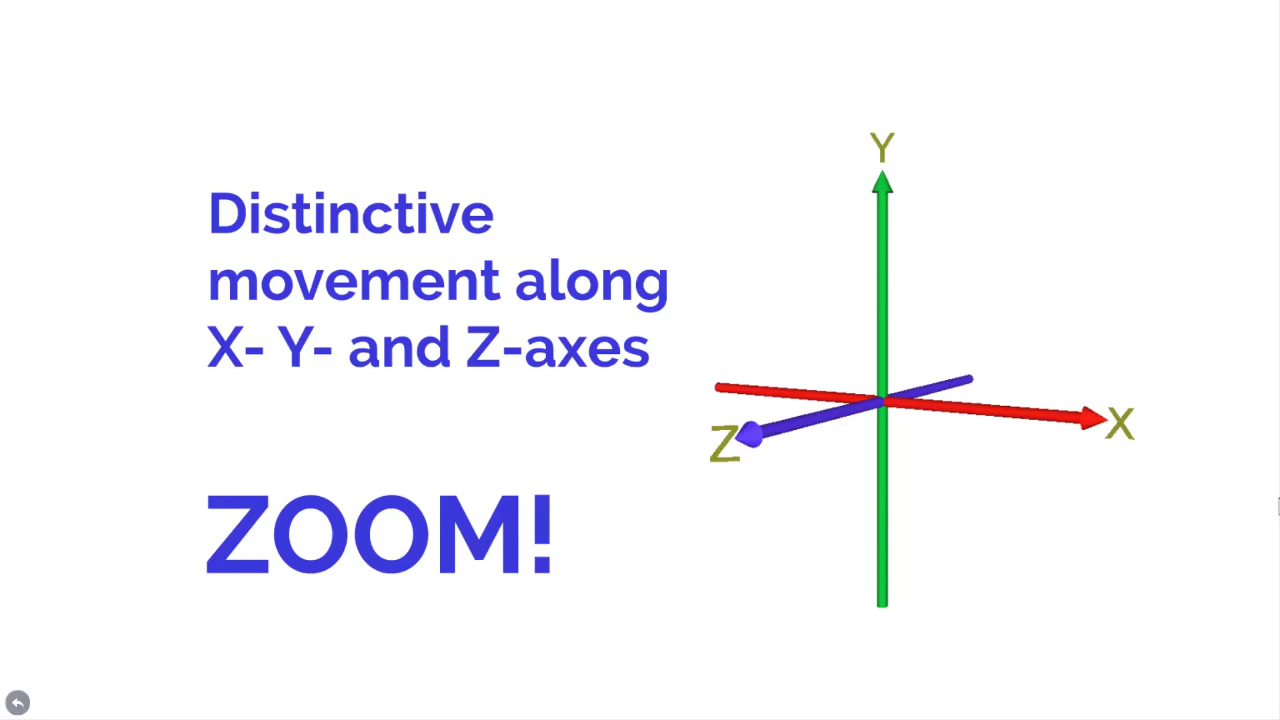 Distinctive
movement along
X- Y- and Z-axes
ZOOM!
Y
X
Z